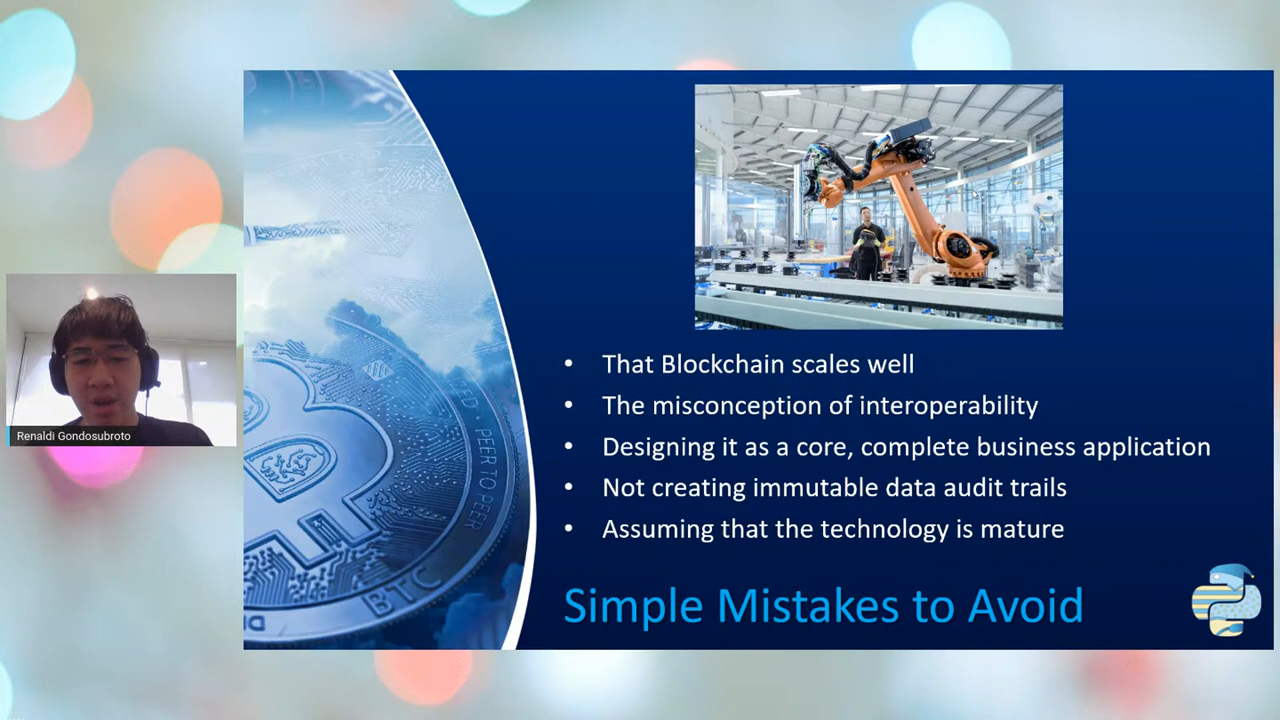 Renaldi Gondosubroto
PEER TO PEER
BTC
• That Blockchain scales well
• The misconception of interoperability
• Designing it as a core, complete business application
• Not creating immutable data audit trails
• Assuming that the technology is mature
Simple Mistakes to Avoid